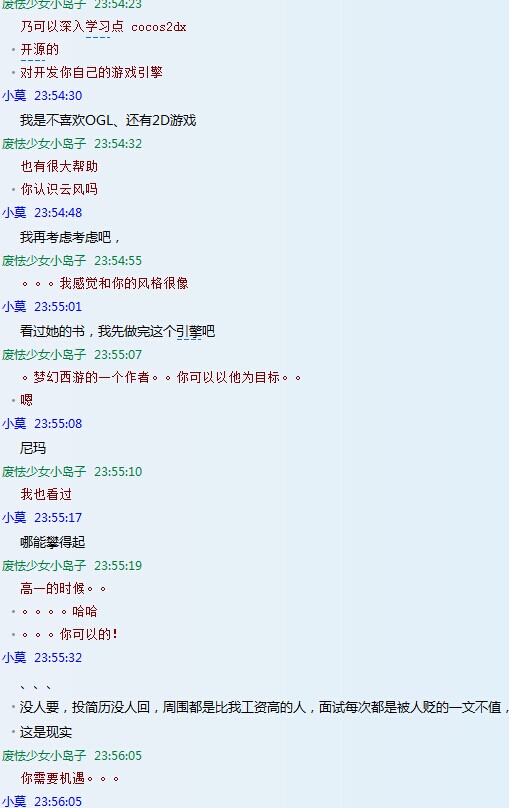 废怯少女小岛子 23:54:23
乃可以深入学习点 cocos2dx
开源的
对开发你自己的游戏引擎
小莫 23:54:30
我是不喜欢OGL、还有2D游戏
废怯少女小岛子 23:54:32
也有很大帮助
你认识云风吗
小莫 23:54:48
我再考虑考虑吧，
废怯少女小岛子 23:54:55
。。。我感觉和你的风格很像
小莫 23:55:01
看过她的书，我先做完这个引擎吧
废怯少女小岛子 23:55:07
。梦幻西游的一个作者。。你可以以他为目标。。
嗯
小莫 23:55:08
尼玛
废怯少女小岛子 23:55:10
我也看过
小莫 23:55:17
哪能攀得起
废怯少女小岛子 23:55:19
高一的时候。。
。。。。哈哈
。。。你可以的!
小莫 23:55:32
、、、
没人要，投简历没人回，周围都是比我工资高的人，面试每次都是被人贬的一文不值，
这是现实
废怯少女小岛子 23:56:05
你需要机遇。。。
小莫 23:56:05